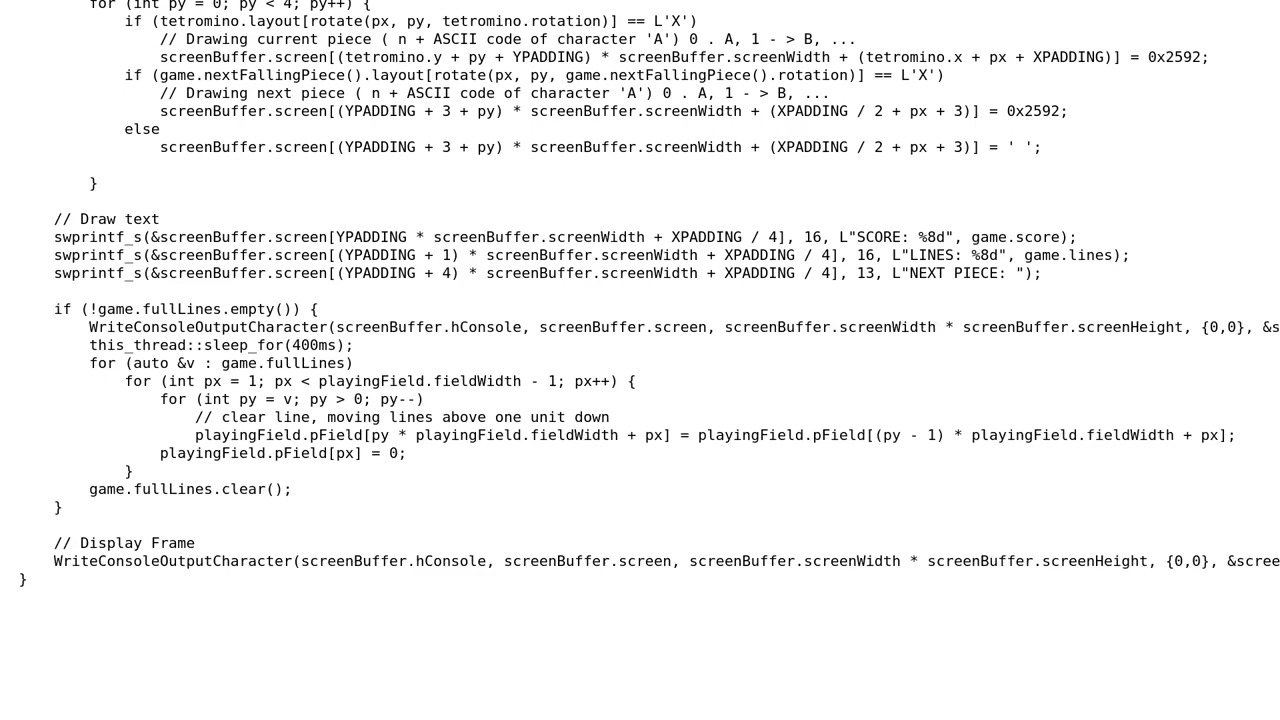 for (int py = 0; py < 4; py++) {
if (tetromino.layout[rotate(px, py, tetromino.rotation)] == L'X')
// Drawing current piece ( n + ASCII code of character 'A') 0 . A, 1 - > B, ...
screenBuffer.screen[(tetromino.y + py + YPADDING) * screenBuffer.screenWidth + (tetromino.x + px + XPADDING)] = 0x2592;
if (game.nextFallingPiece().layout[rotate(px, py, game.nextFallingPiece().rotation)] == L'X')
// Drawing next piece ( n + ASCII code of character 'A') 0 . A, 1 - > B, ...
screenBuffer.screen[(YPADDING + 3 + py) * screenBuffer.screenWidth + (XPADDING / 2 + px + 3)] = 0x2592;
else
screenBuffer.screen[(YPADDING + 3 + py) * screenBuffer.screenWidth + (XPADDING / 2 + px + 3)] = ' ';
}
// Draw text
swprintf_s(&screenBuffer.screen[YPADDING * screenBuffer.screenWidth + XPADDING / 4], 16, L"SCORE: %8d", game.score);
swprintf_s(&screenBuffer.screen[(YPADDING + 1) * screenBuffer.screenWidth + XPADDING / 4], 16, L"LINES: %8d", game.lines);
swprintf_s(&screenBuffer.screen[(YPADDING + 4) * screenBuffer.screenWidth + XPADDING / 4], 13, L"NEXT PIECE: ");
if (!game.fullLines.empty()) {
WriteConsoleOutputCharacter(screenBuffer.hConsole, screenBuffer.screen, screenBuffer.screenWidth * screenBuffer.screenHeight, {0,0}, &s
this_thread::sleep_for(400ms);
for (auto &v : game.fullLines)
for (int px = 1; px < playingField.fieldWidth - 1; px++) {
for (int py = v; py > 0; py--)
// clear line, moving lines above one unit down
playingField.pField[py * playingField.fieldWidth + px] = playingField.pField[(py - 1) * playingField.fieldWidth + px];
playingField.pField[px] = 0;
}
game.fullLines.clear();
}
// Display Frame
WriteConsoleOutputCharacter(screenBuffer.hConsole, screenBuffer.screen, screenBuffer.screenWidth * screenBuffer.screenHeight, {0,0}, &scree
}